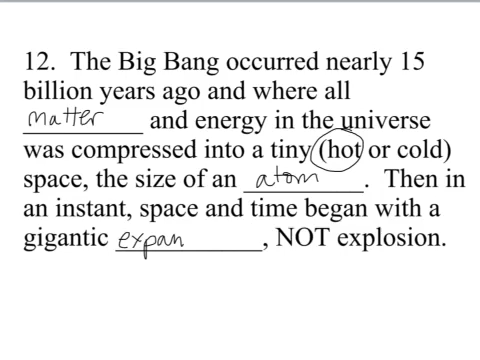 12. The Big Bang occurred nearly 15
billion years ago and where all
matter and energy in the universe
was compressed into a tiny (hot or cold)
space, the size of an atom. Then in
an instant, space and time began with a
gigantic expan, NOT explosion.